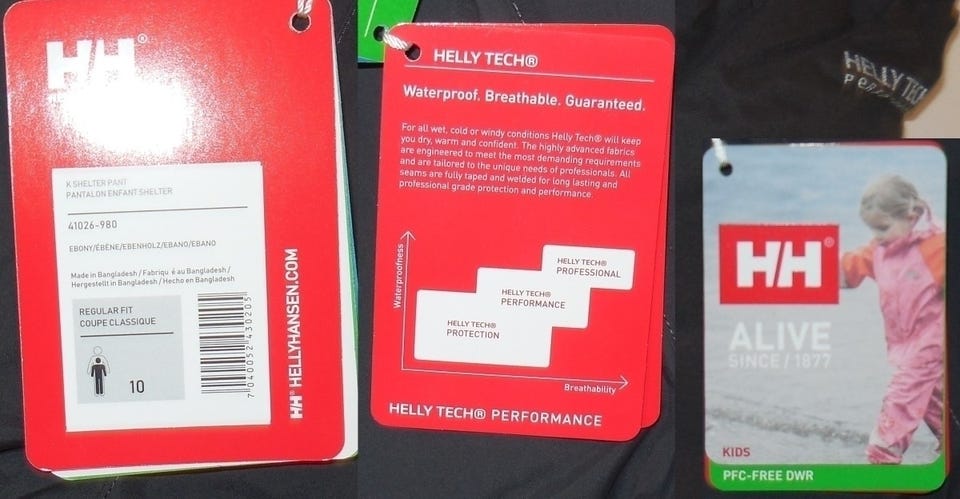 H/H®
K SHELTER PANT
PANTALON ENFANT SHELTER
41026-980
EBONY/ÉBÈNE/EBENHOLZ/EBANO/EBANO
Made in Bangladesh / Fabriqu é au Bangladesh /
Hergestellt in Bangladesh / Hecho en Bangladesh
REGULAR FIT
COUPE CLASSIQUE
10
7 040052 430205
H/H® HELLYHANSEN.COM
HELLY TECH®
Waterproof. Breathable. Guaranteed.
For all wet, cold or windy conditions Helly Tech® will keep
you dry, warm and confident. The highly advanced fabrics
are engineered to meet the most demanding requirements
and are tailored to the unique needs of professionals. All
seams are fully taped and welded for long lasting and
professional grade protection and performance.
Waterproofness
HELLY TECH®
PROFESSIONAL
HELLY TECH®
PERFORMANCE
HELLY TECH®
PROTECTION
Breathability
HELLY TECH® PERFORMANCE
HELLY
H/H®
ALIVE
SINCE / 1877
KIDS
PFC-FREE DWR